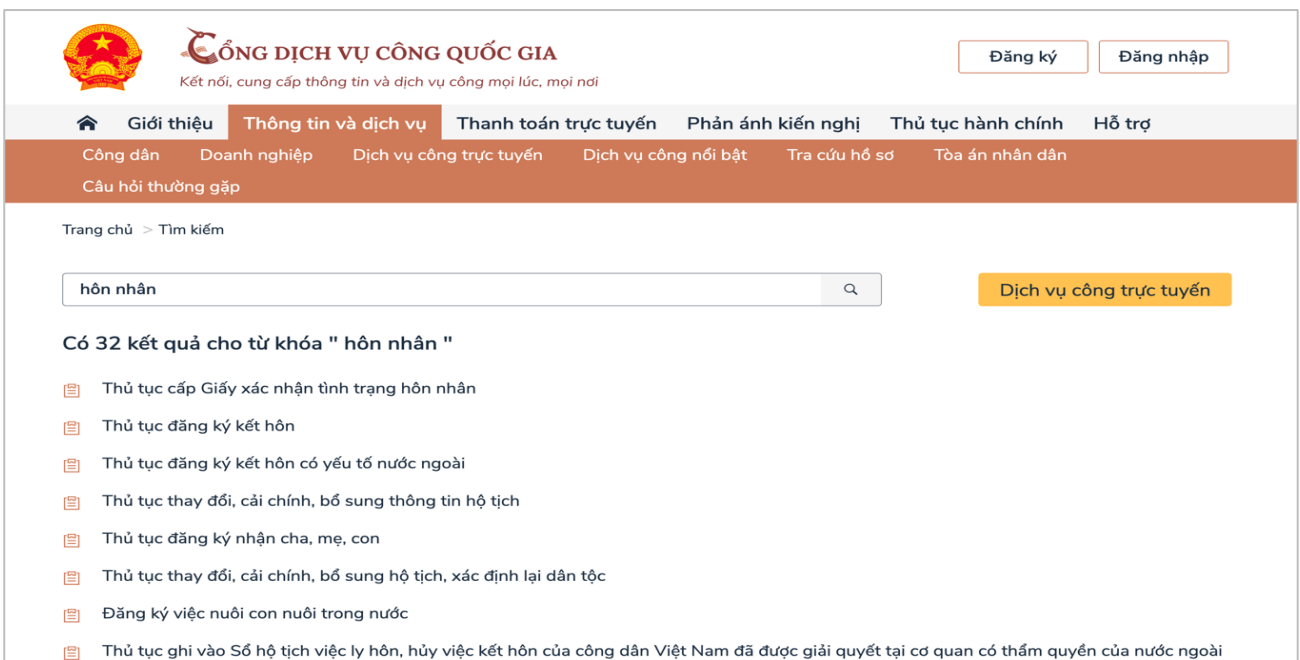 CỔNG DỊCH VỤ CÔNG QUỐC GIA
Kết nối, cung cấp thông tin và dịch vụ công mọi lúc, mọi nơi
Đăng ký Đăng nhập
Giới thiệu Thông tin và dịch vụ Thanh toán trực tuyến Phản ánh kiến nghị Thủ tục hành chính Hỗ trợ
Công dân Doanh nghiệp Dịch vụ công trực tuyến Dịch vụ công nổi bật Tra cứu hồ sơ Tòa án nhân dân
Câu hỏi thường gặp
Trang chủ > Tìm kiếm
hôn nhân Dịch vụ công trực tuyến
Có 32 kết quả cho từ khóa " hôn nhân "
Thủ tục cấp Giấy xác nhận tình trạng hôn nhân
Thủ tục đăng ký kết hôn
Thủ tục đăng ký kết hôn có yếu tố nước ngoài
Thủ tục thay đổi, cải chính, bổ sung thông tin hộ tịch
Thủ tục đăng ký nhận cha, mẹ, con
Thủ tục thay đổi, cải chính, bổ sung hộ tịch, xác định lại dân tộc
Đăng ký việc nuôi con nuôi trong nước
Thủ tục ghi vào Sổ hộ tịch việc ly hôn, hủy việc kết hôn của công dân Việt Nam đã được giải quyết tại cơ quan có thẩm quyền của nước ngoài